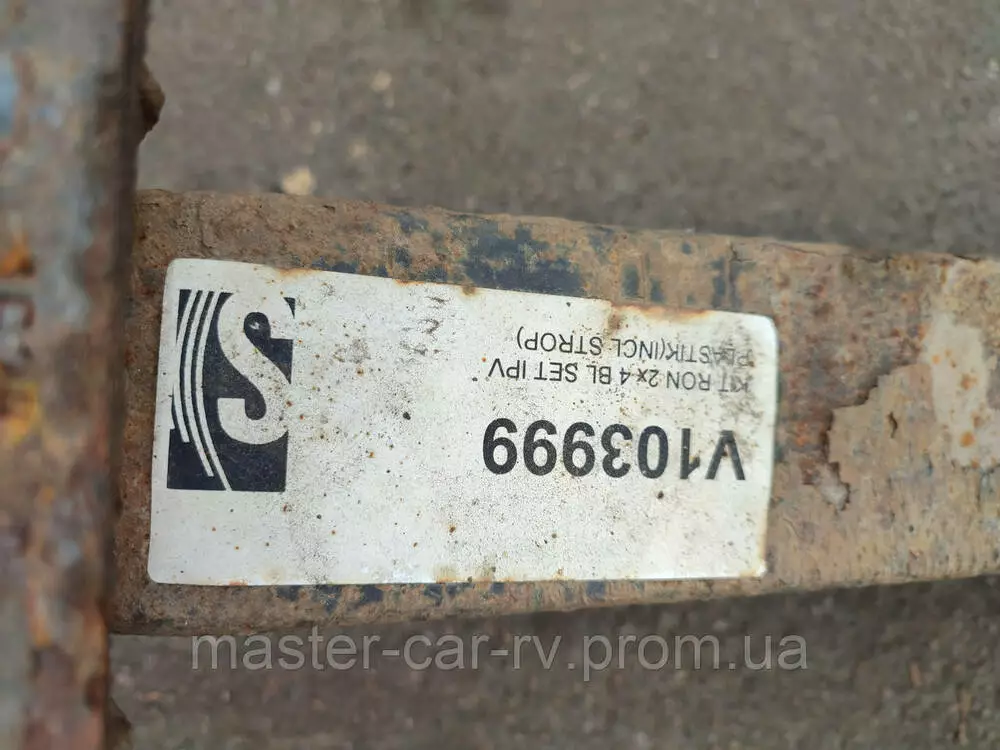 V103999
KIT RON 2x4 BL SET IPV
PLASTIK(INCL STROP)
S
master-car-rv.prom.ua